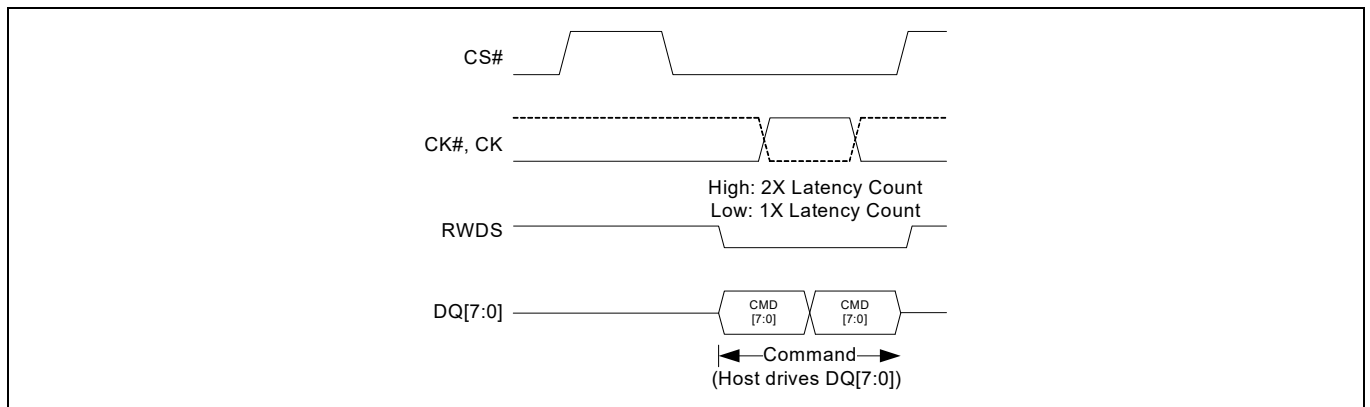 CS#
CK#, CK
High: 2X Latency Count
Low: 1X Latency Count
RWDS
DQ[7:0]
CMD
[7:0]
CMD
[7:0]
Command
(Host drives DQ[7:0])